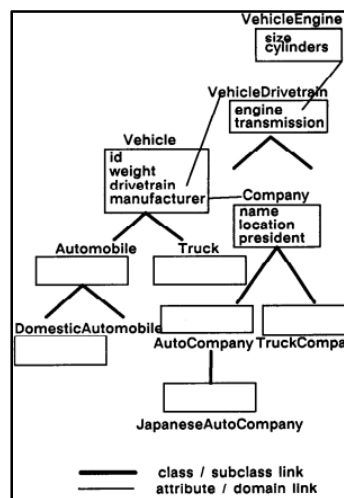 VehicleEngine
size
cylinders
VehicleDrivetrain
engine
transmission
Vehicle
id
weight
drivetrain
manufacturer
Company
name
location
president
Automobile
Truck
DomesticAutomobile
AutoCompany
TruckCompa
JapaneseAutoCompany
class / subclass link
attribute / domain link